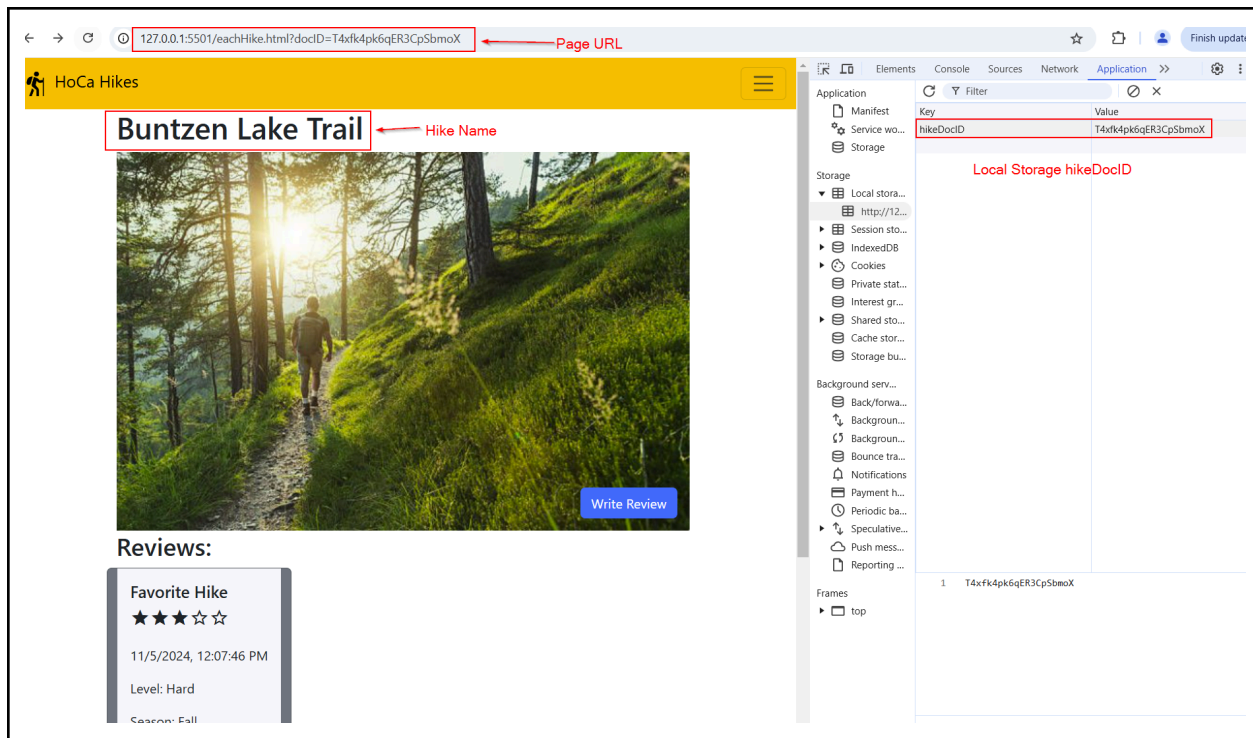 127.0.0.1:5501/eachHike.html?docID=T4xfk4pk6qER3CpSbmoX
Page URL
Finish update
HoCa Hikes
Buntzen Lake Trail
Hike Name
Write Review
Reviews:
Favorite Hike
★★★☆☆
11/5/2024, 12:07:46 PM
Level: Hard
Season: Fall
Elements Console Sources Network Application
Application
Manifest
Service wo...
Storage
Storage
Local stora...
http://12...
Session sto...
IndexedDB
Cookies
Private stat...
Interest gr...
Shared sto...
Cache stor...
Storage bu...
Background serv...
Back/forwa...
Backgroun...
Backgroun...
Bounce tra...
Notifications
Payment h...
Periodic ba...
Speculative...
Push mess...
Reporting ...
Frames
top
Filter
Key Value
hikeDocID T4xfk4pk6qER3CpSbmoX
Local Storage hikeDocID
1 T4xfk4pk6qER3CpSbmoX